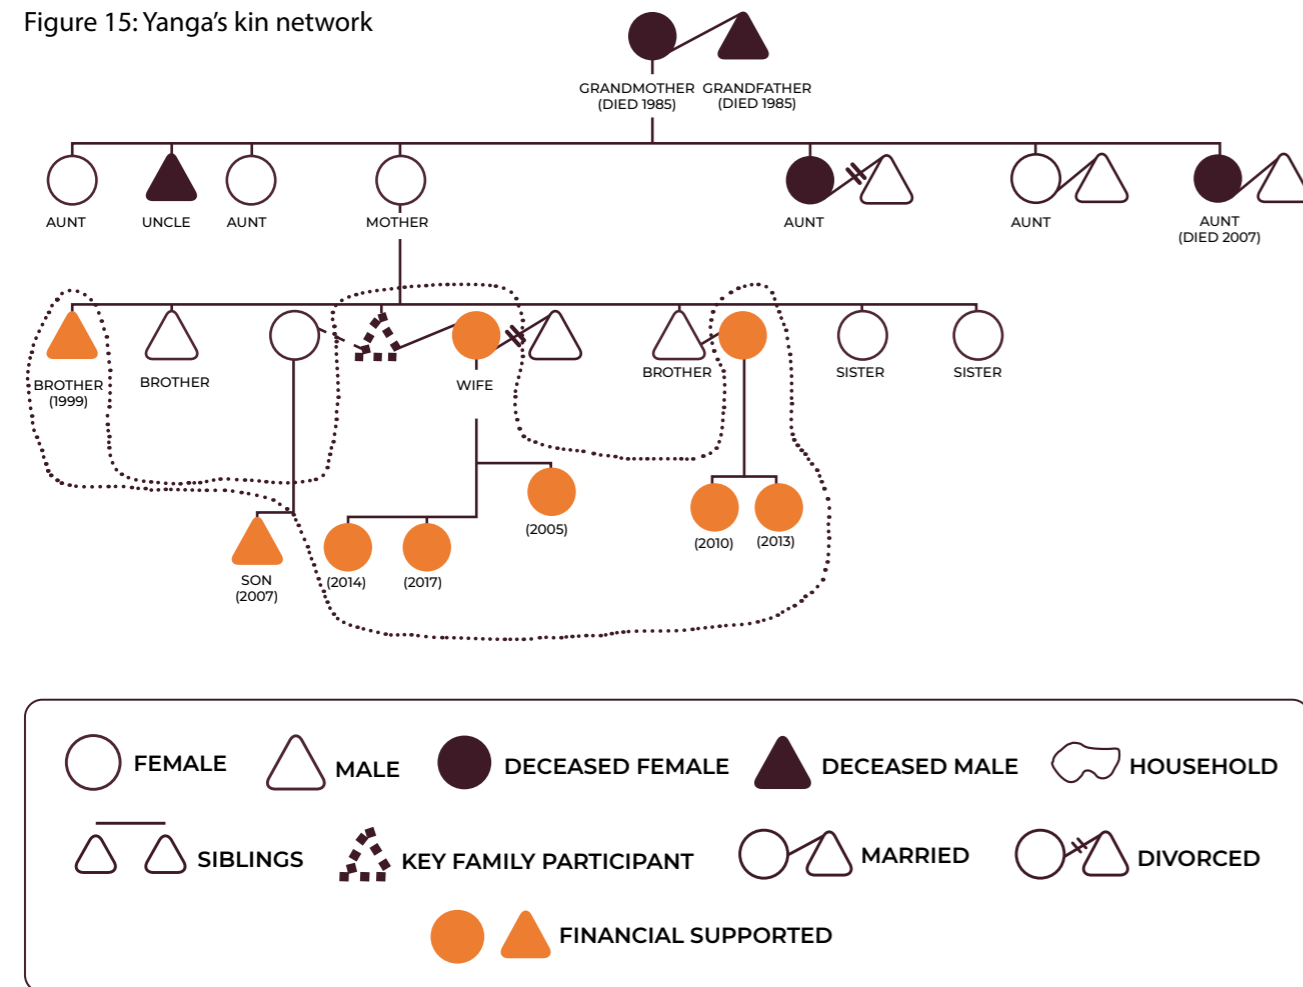 Figure 15: Yanga’s kin network
GRANDMOTHER
(DIED 1985)
GRANDFATHER
(DIED 1985)
AUNT
UNCLE
AUNT
MOTHER
AUNT
AUNT
AUNT
(DIED 2007)
BROTHER
(1999)
BROTHER
WIFE
BROTHER
SISTER
SISTER
(2005)
(2010)
(2013)
SON
(2007)
(2014)
(2017)
FEMALE
MALE
DECEASED FEMALE
DECEASED MALE
HOUSEHOLD
SIBLINGS
KEY FAMILY PARTICIPANT
MARRIED
DIVORCED
FINANCIAL SUPPORTED